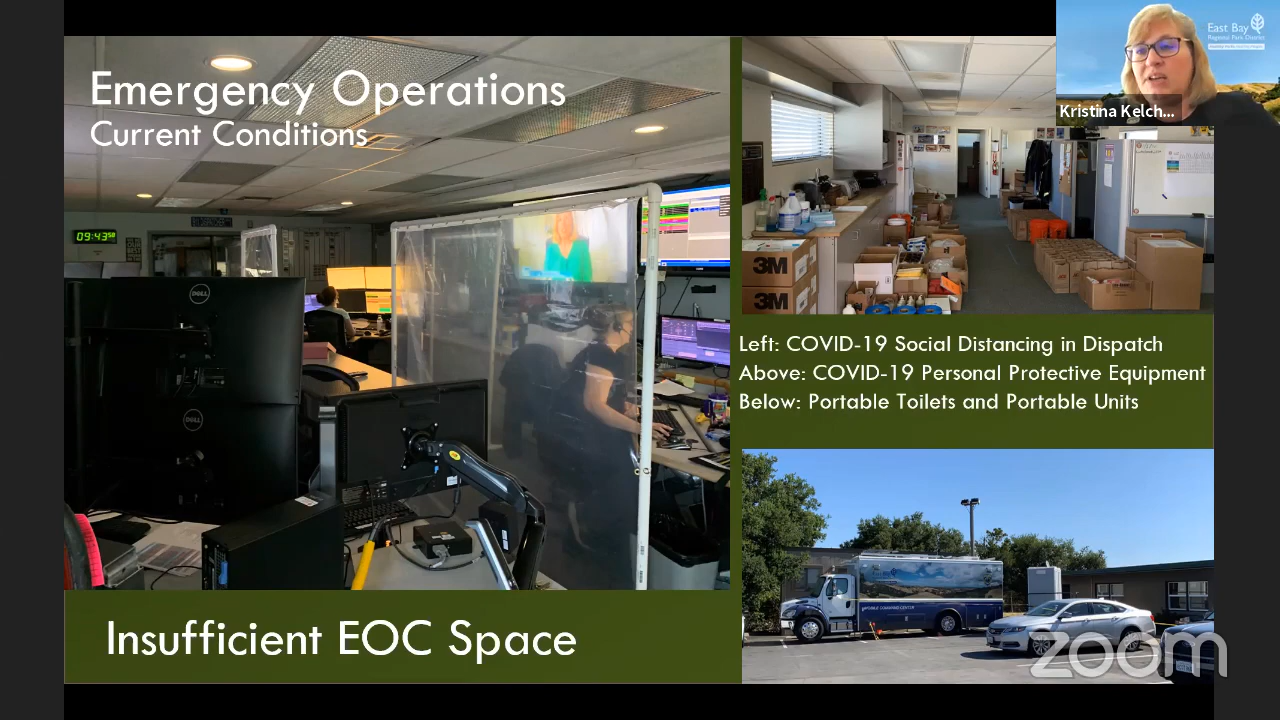 Emergency Operations
Current Conditions
East Bay
Regional Park District
Kristina Kelch...
09:43 50
DELL
DELL
3M
3M
Left: COVID-19 Social Distancing in Dispatch
Above: COVID-19 Personal Protective Equipment
Below: Portable Toilets and Portable Units
COMMAND CENTER
Insufficient EOC Space
zoom